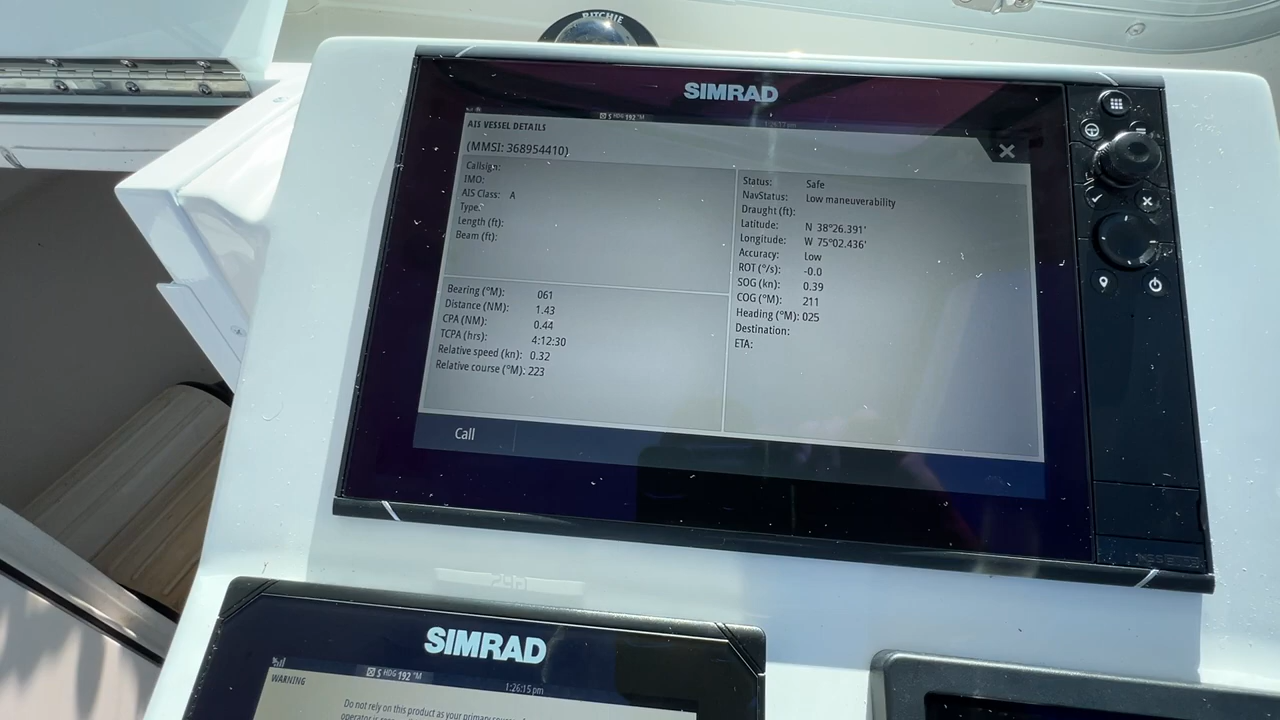 RITCHIE
SIMRAD
S HDG 192 °M
AIS VESSEL DETAILS
(MMSI: 368954410)
Callsign:
IMO:
AIS Class: A
Type:
Length (ft):
Beam (ft):
Bearing (°M): 061
Distance (NM): 1.43
CPA (NM): 0.44
TCPA (hrs): 4:12:30
Relative speed (kn): 0.32
Relative course (°M): 223
Status: Safe
NavStatus: Low maneuverability
Draught (ft):
Latitude: N 38°26.391'
Longitude: W 75°02.436'
Accuracy: Low
ROT (°/s): -0.0
SOG (kn): 0.39
COG (°M): 211
Heading (°M): 025
Destination:
ETA:
Call
SIMRAD
S HDG 192 °M
1:26:15 pm
WARNING
Do not rely on this product as your primary